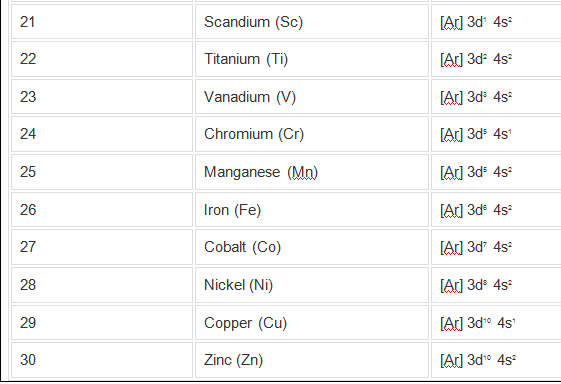 21 Scandium (Sc) [Ar] 3d¹ 4s²
22 Titanium (Ti) [Ar] 3d² 4s²
23 Vanadium (V) [Ar] 3d³ 4s²
24 Chromium (Cr) [Ar] 3d⁵ 4s¹
25 Manganese (Mn) [Ar] 3d⁵ 4s²
26 Iron (Fe) [Ar] 3d⁶ 4s²
27 Cobalt (Co) [Ar] 3d⁷ 4s²
28 Nickel (Ni) [Ar] 3d⁸ 4s²
29 Copper (Cu) [Ar] 3d¹⁰ 4s¹
30 Zinc (Zn) [Ar] 3d¹⁰ 4s²